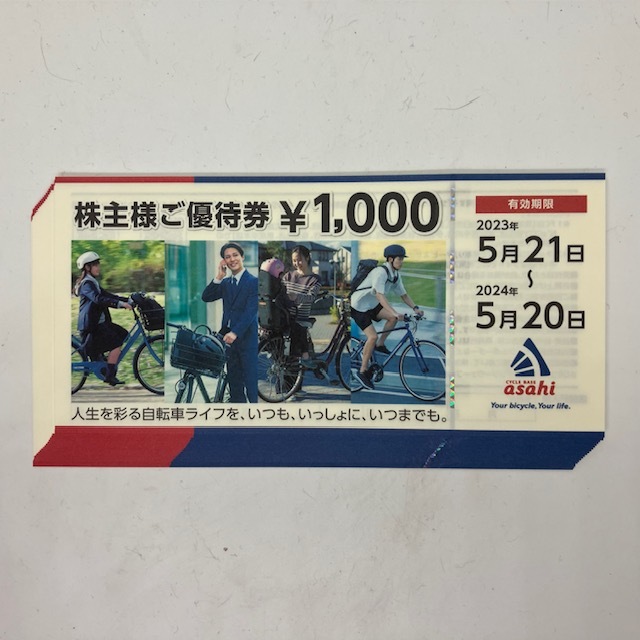 株主様ご優待券 ¥1,000
人生を彩る自転車ライフを、いつも、いっしょに、いつまでも。
有効期限
2023年
5月21日
〜
2024年
5月20日
CYCLE BASE
asahi
Your bicycle, Your life.